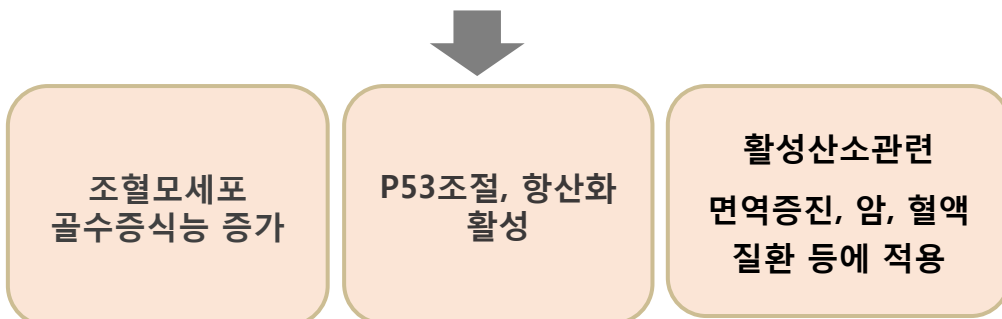 조혈모세포
골수증식능 증가
P53조절, 항산화
활성
활성산소관련
면역증진, 암, 혈액
질환 등에 적용